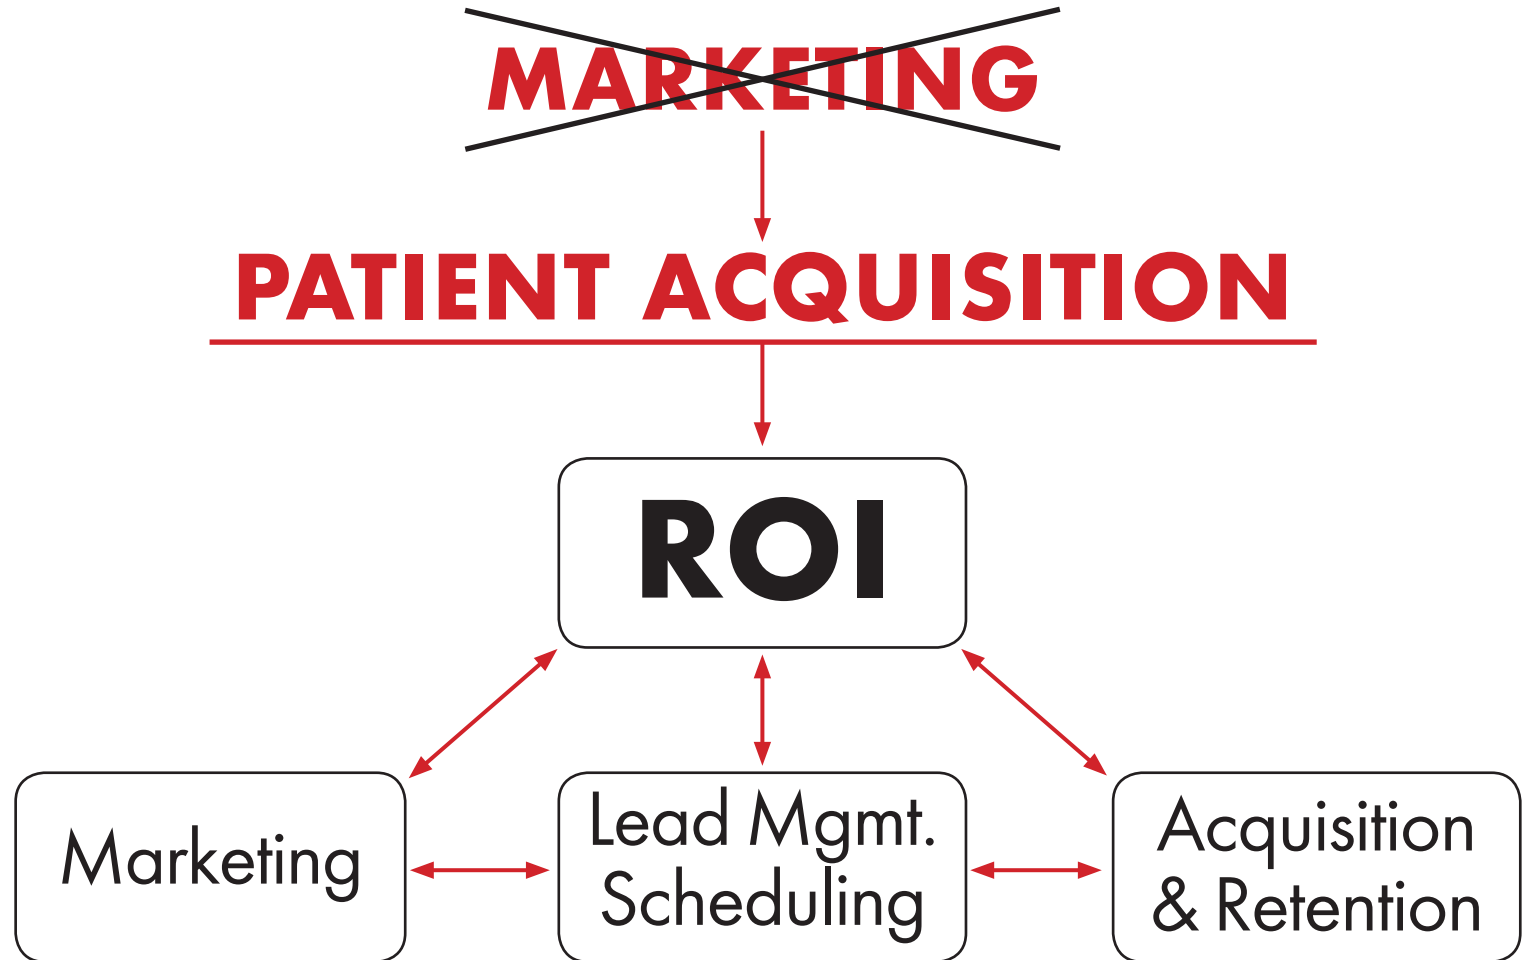 MARKETING
PATIENT ACQUISITION
ROI
Marketing
Lead Mgmt.
Scheduling
Acquisition
& Retention